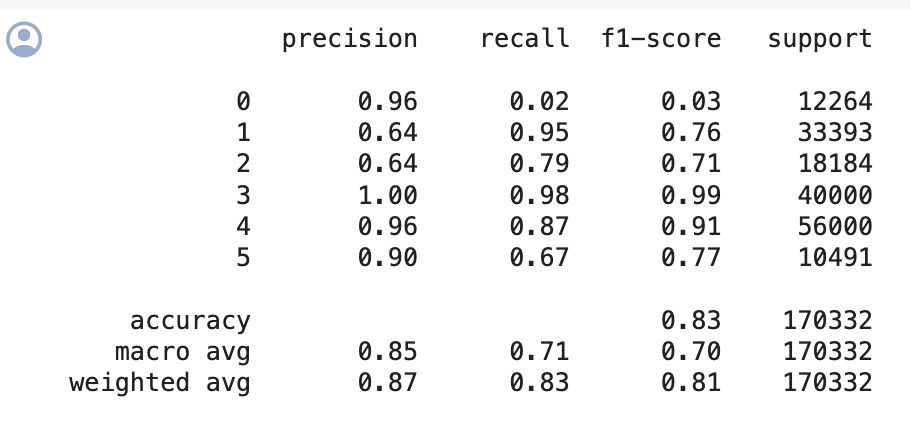 precision recall f1-score support
0 0.96 0.02 0.03 12264
1 0.64 0.95 0.76 33393
2 0.64 0.79 0.71 18184
3 1.00 0.98 0.99 40000
4 0.96 0.87 0.91 56000
5 0.90 0.67 0.77 10491
accuracy 0.83 170332
macro avg 0.85 0.71 0.70 170332
weighted avg 0.87 0.83 0.81 170332